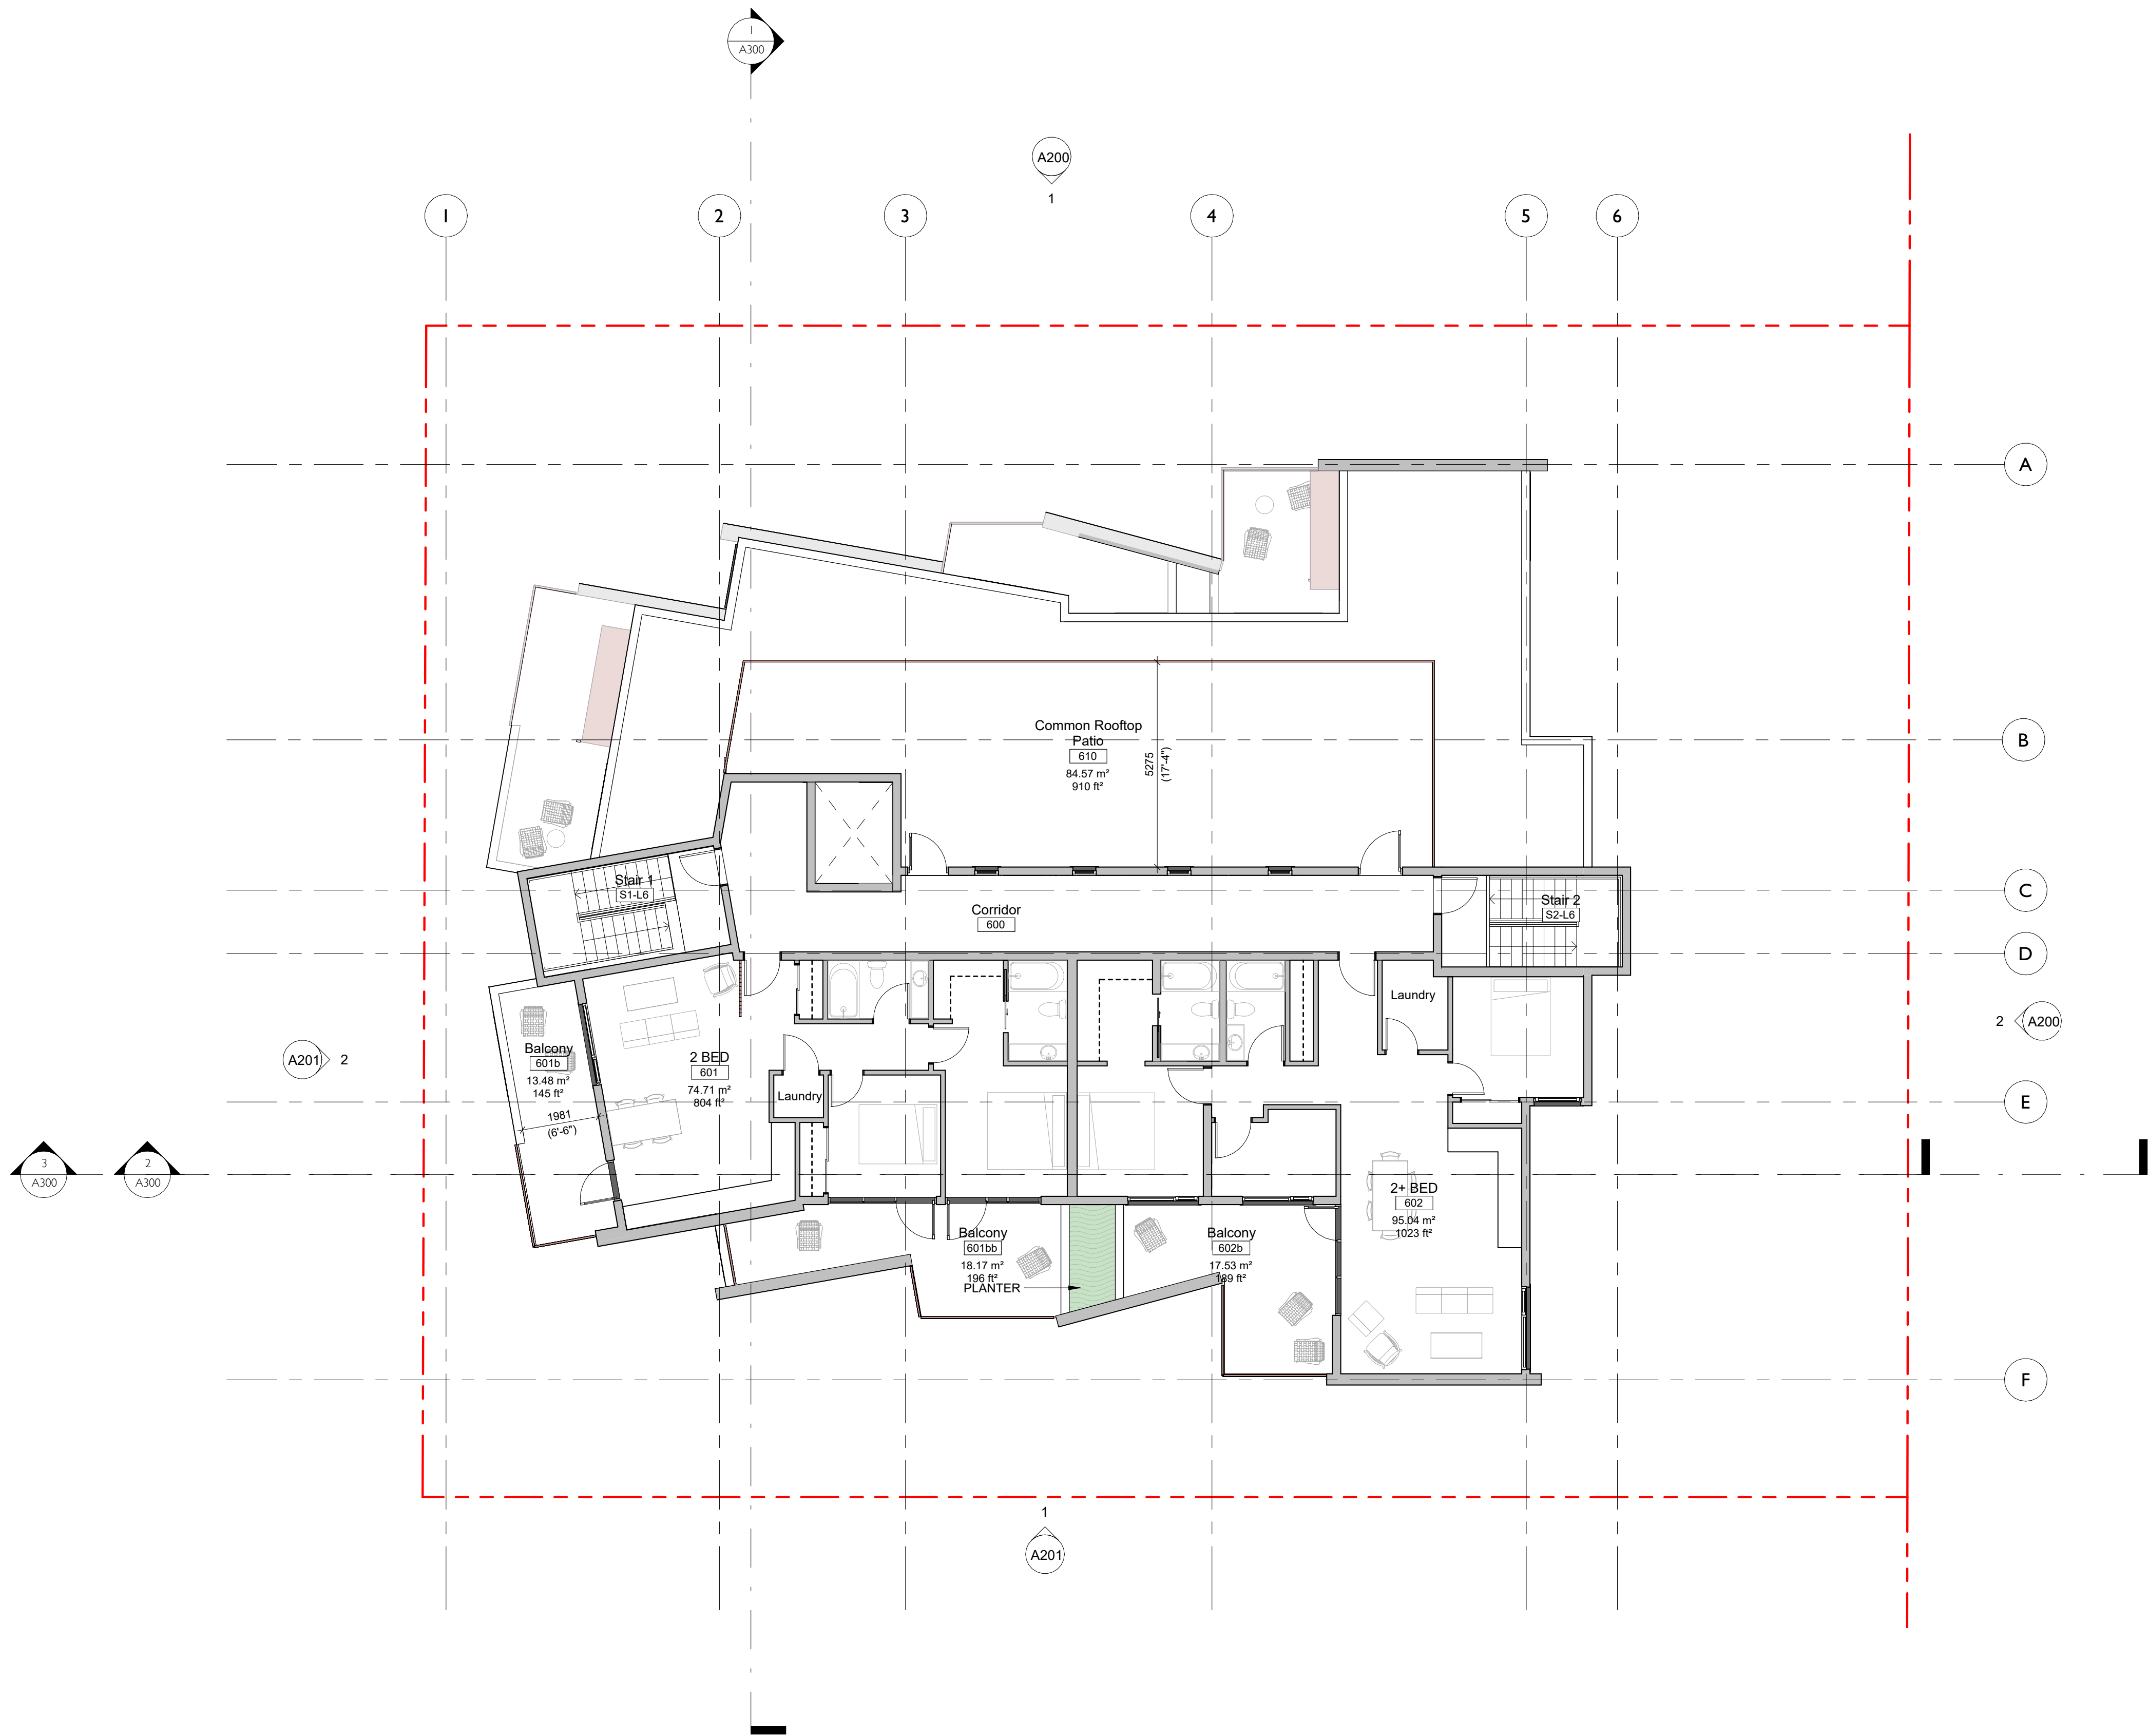 1
A300
A200
1
1
2
3
4
5
6
A
B
C
D
E
F
Common Rooftop
Patio
610
84.57 m²
910 ft²
5275
(17'-4")
Stair 1
S1-L6
Corridor
600
Stair 2
S2-L6
Laundry
2
A200
A201
2
Balcony
601b
13.48 m²
145 ft²
1981
(6'-6")
2 BED
601
74.71 m²
804 ft²
Laundry
3
A300
2
A300
2+ BED
602
95.04 m²
1023 ft²
Balcony
601bb
18.17 m²
196 ft²
PLANTER
Balcony
602b
17.53 m²
189 ft²
1
A201